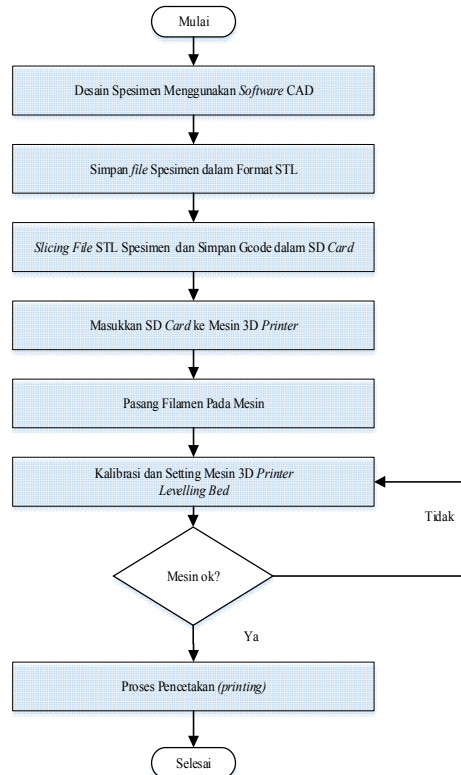 Mulai
Desain Spesimen Menggunakan Software CAD
Simpan file Spesimen dalam Format STL
Slicing File STL Spesimen dan Simpan Gcode dalam SD Card
Masukkan SD Card ke Mesin 3D Printer
Pasang Filamen Pada Mesin
Kalibrasi dan Setting Mesin 3D Printer
Levelling Bed
Tidak
Mesin ok?
Ya
Proses Pencetakan (printing)
Selesai